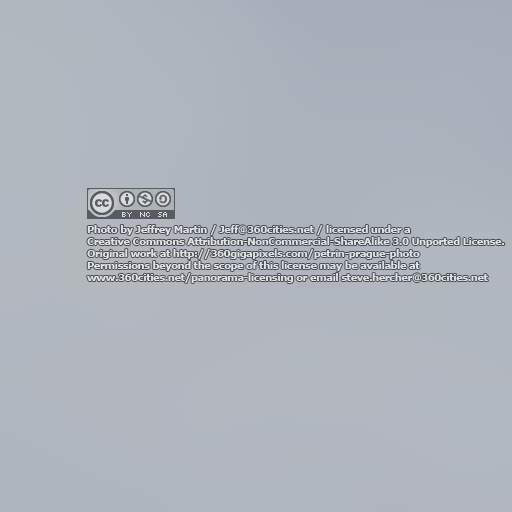 cc BY NC SA
Photo by Jeffrey Martin / Jeff@360cities.net / licensed under a
Creative Commons Attribution-NonCommercial-ShareAlike 3.0 Unported License.
Original work at http://360gigapixels.com/petrin-prague-photo
Permissions beyond the scope of this license may be available at
www.360cities.net/panorama-licensing or email steve.hercher@360cities.net